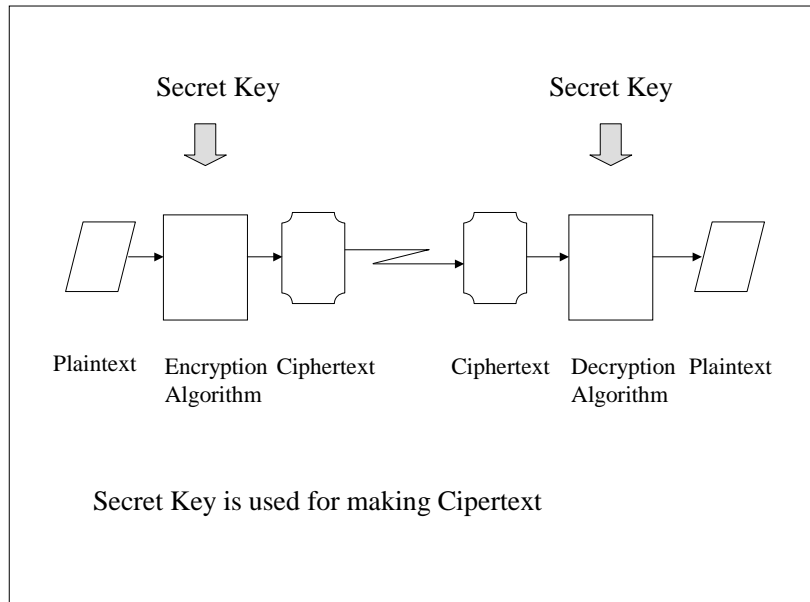 Secret Key Secret Key
Plaintext Encryption Ciphertext Ciphertext Decryption Plaintext
Algorithm Algorithm
Secret Key is used for making Cipertext